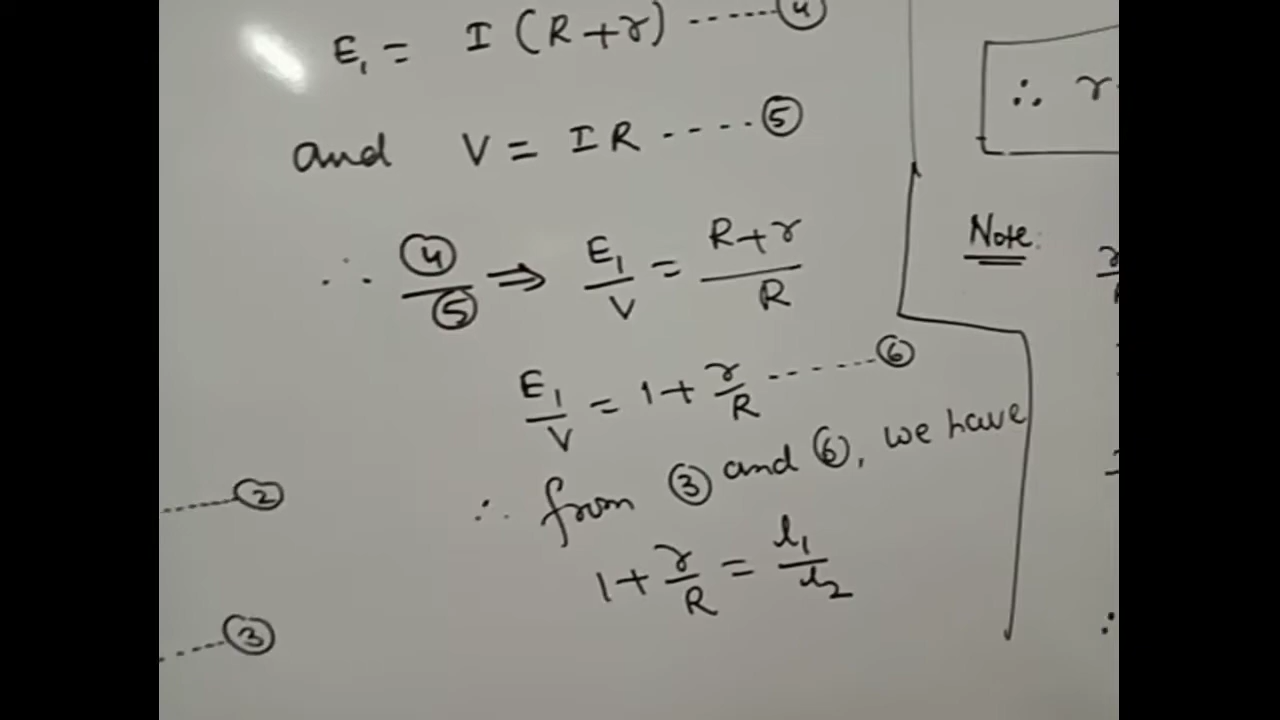 E₁ = I (R+r) ------ ④
and V = IR ----- ⑤
∴ ④/⑤ ⇒ E₁/V = (R+r)/R
E₁/V = 1 + r/R ------- ⑥
∴ from ③ and ⑥, we have
1 + r/R = l₁/l₂
-------- ②
------ ③
∴ r
Note: